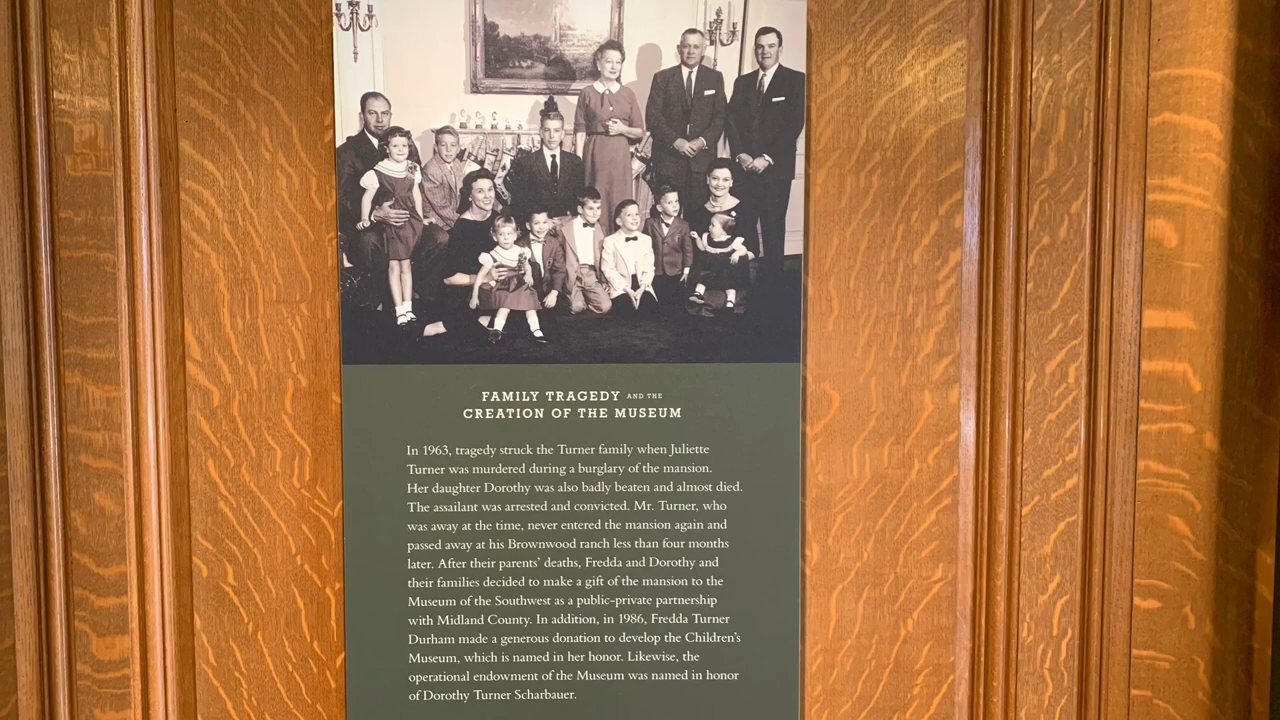 FAMILY TRAGEDY AND THE
CREATION OF THE MUSEUM
In 1963, tragedy struck the Turner family when Juliette
Turner was murdered during a burglary of the mansion.
Her daughter Dorothy was also badly beaten and almost died.
The assailant was arrested and convicted. Mr. Turner, who
was away at the time, never entered the mansion again and
passed away at his Brownwood ranch less than four months
later. After their parents’ deaths, Fredda and Dorothy and
their families decided to make a gift of the mansion to the
Museum of the Southwest as a public-private partnership
with Midland County. In addition, in 1986, Fredda Turner
Durham made a generous donation to develop the Children’s
Museum, which is named in her honor. Likewise, the
operational endowment of the Museum was named in honor
of Dorothy Turner Scharbauer.